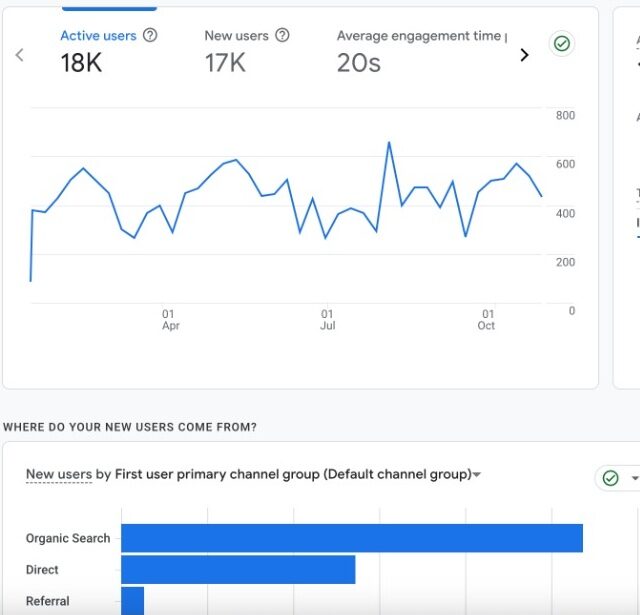 Active users
New users
Average engagement time
18K
17K
20s
800
600
400
200
0
01
Apr
01
Jul
01
Oct
WHERE DO YOUR NEW USERS COME FROM?
New users by First user primary channel group (Default channel group)
Organic Search
Direct
Referral